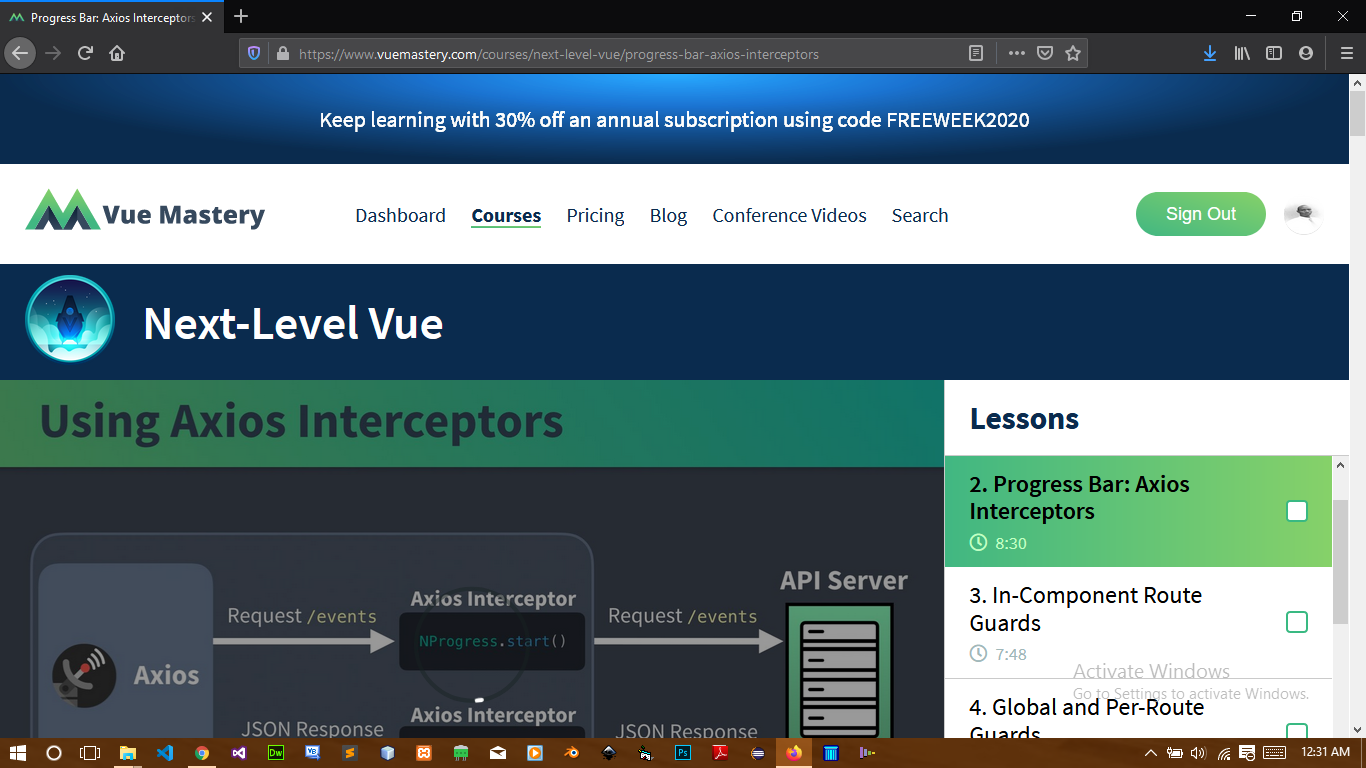 Progress Bar: Axios Interceptors
https://www.vuemastery.com/courses/next-level-vue/progress-bar-axios-interceptors
Keep learning with 30% off an annual subscription using code FREEWEEK2020
Vue Mastery
Dashboard
Courses
Pricing
Blog
Conference Videos
Search
Sign Out
Next-Level Vue
Using Axios Interceptors
Axios
Request /events
Axios Interceptor
NProgress.start()
Request /events
API Server
JSON Response
Axios Interceptor
JSON Response
Lessons
2. Progress Bar: Axios
Interceptors
8:30
3. In-Component Route
Guards
7:48
4. Global and Per-Route
Guards
Activate Windows
Go to Settings to activate Windows.
Dw
Ps
12:31 AM